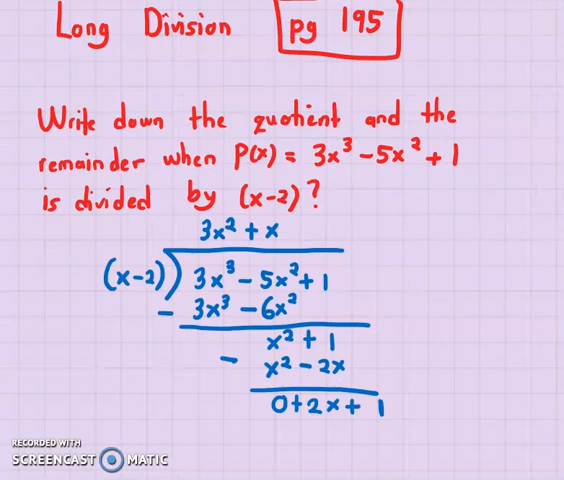 Long Division pg 195
Write down the quotient and the
remainder when P(x) = 3x³ - 5x² + 1
is divided by (x-2)?
3x² + x
(x-2) ) 3x³ - 5x² + 1
- 3x³ - 6x²
x² + 1
- x² - 2x
0 + 2x + 1
RECORDED WITH
SCREENCAST MATIC